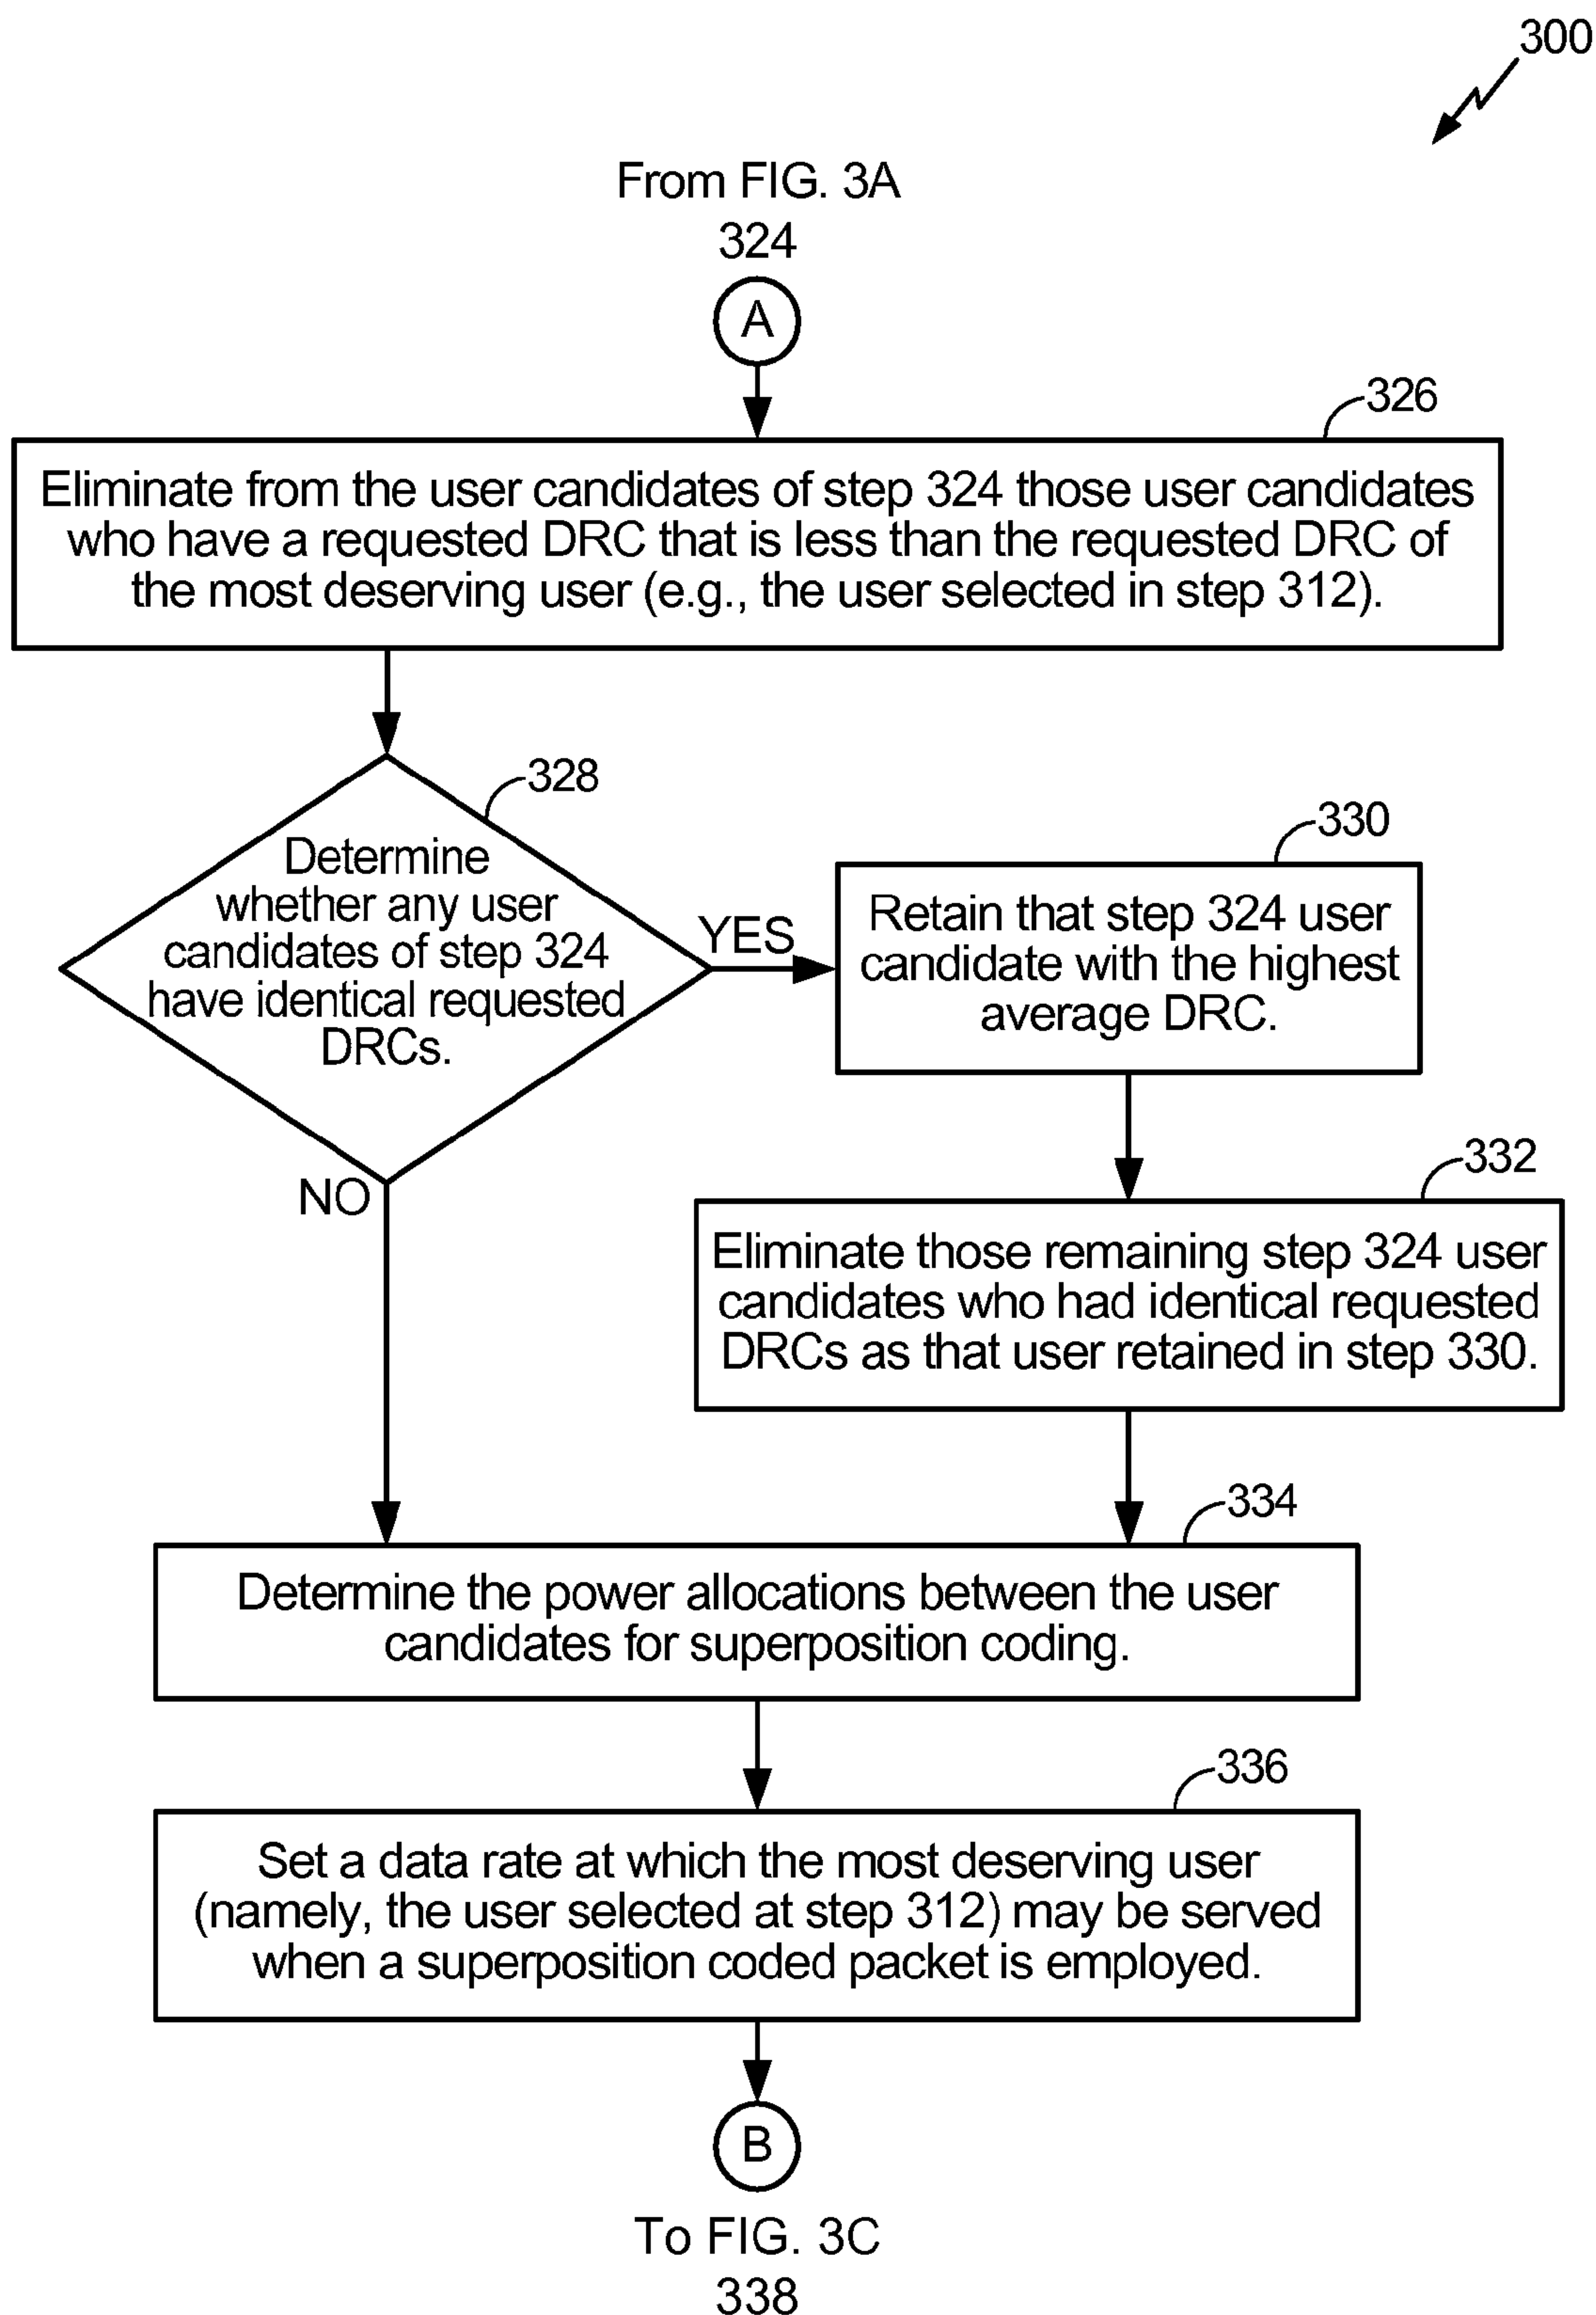 300
From FIG. 3A
324
A
326
Eliminate from the user candidates of step 324 those user candidates
who have a requested DRC that is less than the requested DRC of
the most deserving user (e.g., the user selected in step 312).
328
Determine
whether any user
candidates of step 324
have identical requested
DRCs.
YES
NO
330
Retain that step 324 user
candidate with the highest
average DRC.
332
Eliminate those remaining step 324 user
candidates who had identical requested
DRCs as that user retained in step 330.
334
Determine the power allocations between the user
candidates for superposition coding.
336
Set a data rate at which the most deserving user
(namely, the user selected at step 312) may be served
when a superposition coded packet is employed.
B
To FIG. 3C
338